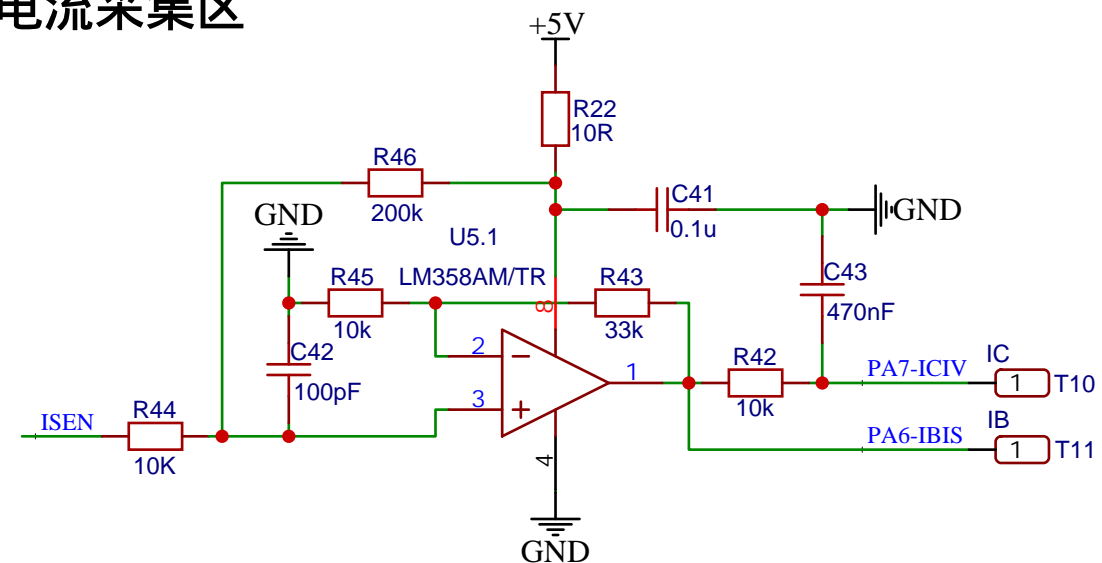 电流采集区
+5V
R22
10R
R46
200k
C41
0.1u
GND
GND
U5.1
LM358AM/TR
R45
10k
8
R43
33k
C43
470nF
C42
100pF
2
3
1
R42
10k
PA7-ICIV
IC
1
T10
ISEN
R44
10K
PA6-IBIS
IB
1
T11
4
GND